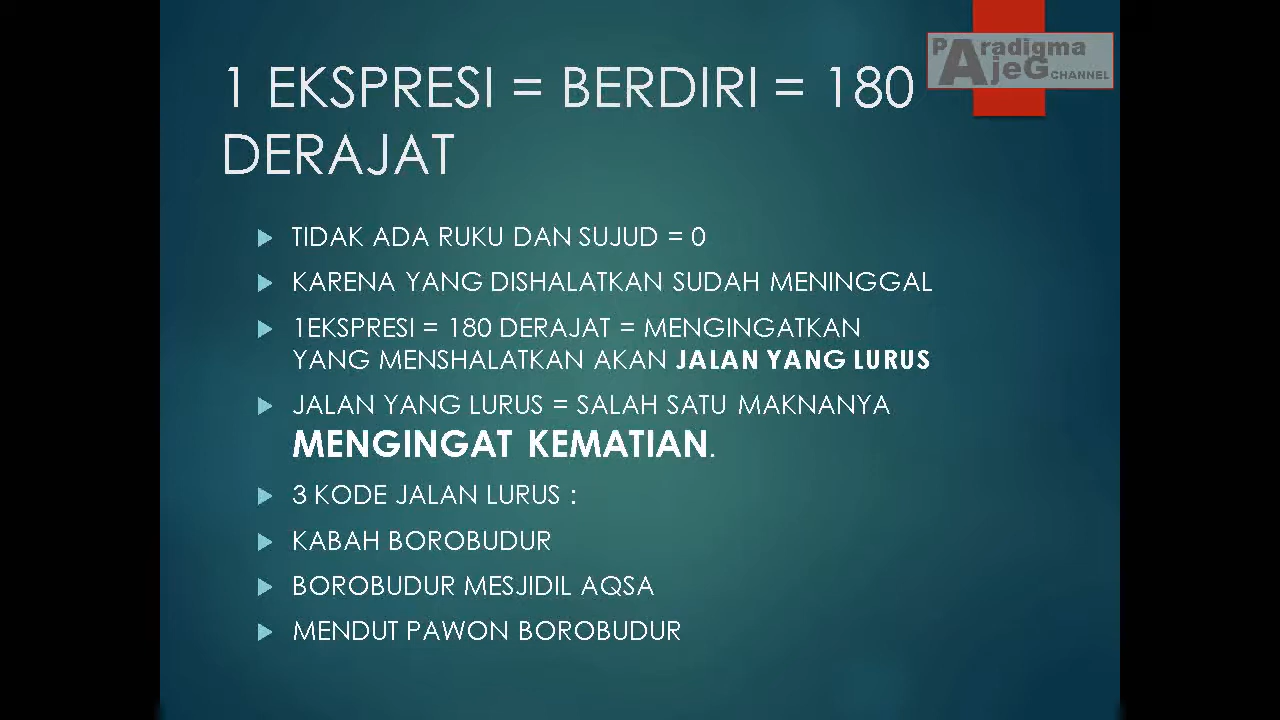 Paradigma
AjeG CHANNEL
1 EKSPRESI = BERDIRI = 180
DERAJAT
TIDAK ADA RUKU DAN SUJUD = 0
KARENA YANG DISHALATKAN SUDAH MENINGGAL
1EKSPRESI = 180 DERAJAT = MENGINGATKAN
YANG MENSHALATKAN AKAN JALAN YANG LURUS
JALAN YANG LURUS = SALAH SATU MAKNANYA
MENGINGAT KEMATIAN.
3 KODE JALAN LURUS :
KABAH BOROBUDUR
BOROBUDUR MESJIDIL AQSA
MENDUT PAWON BOROBUDUR